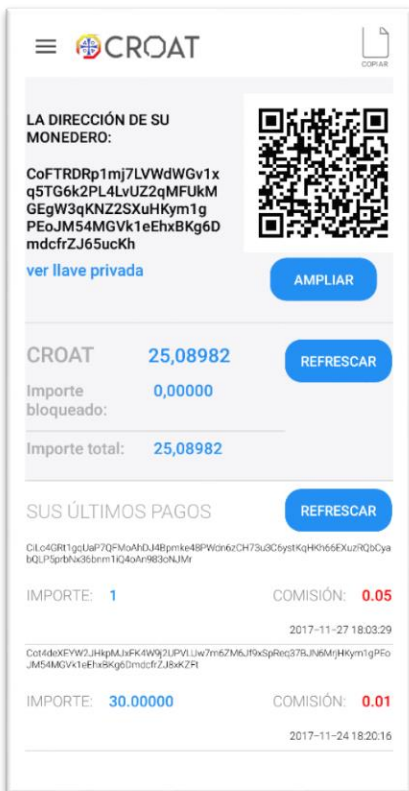 CROAT
COPIAR
LA DIRECCIÓN DE SU
MONEDERO:
CoFTRDRp1mj7LVWdWGv1x
q5TG6k2PL4LvUZ2qMFUkM
GEgW3qKNZ2SXuHKym1g
PEoJM54MGVk1eEhxBKg6D
mdcfrZJ65ucKh
ver llave privada
AMPLIAR
CROAT 25,08982
REFRESCAR
Importe 0,00000
bloqueado:
Importe total: 25,08982
SUS ÚLTIMOS PAGOS
REFRESCAR
IMPORTE: 1 COMISIÓN: 0.05
2017-11-27 18:03:29
IMPORTE: 30.00000 COMISIÓN: 0.01
2017-11-24 18:20:16